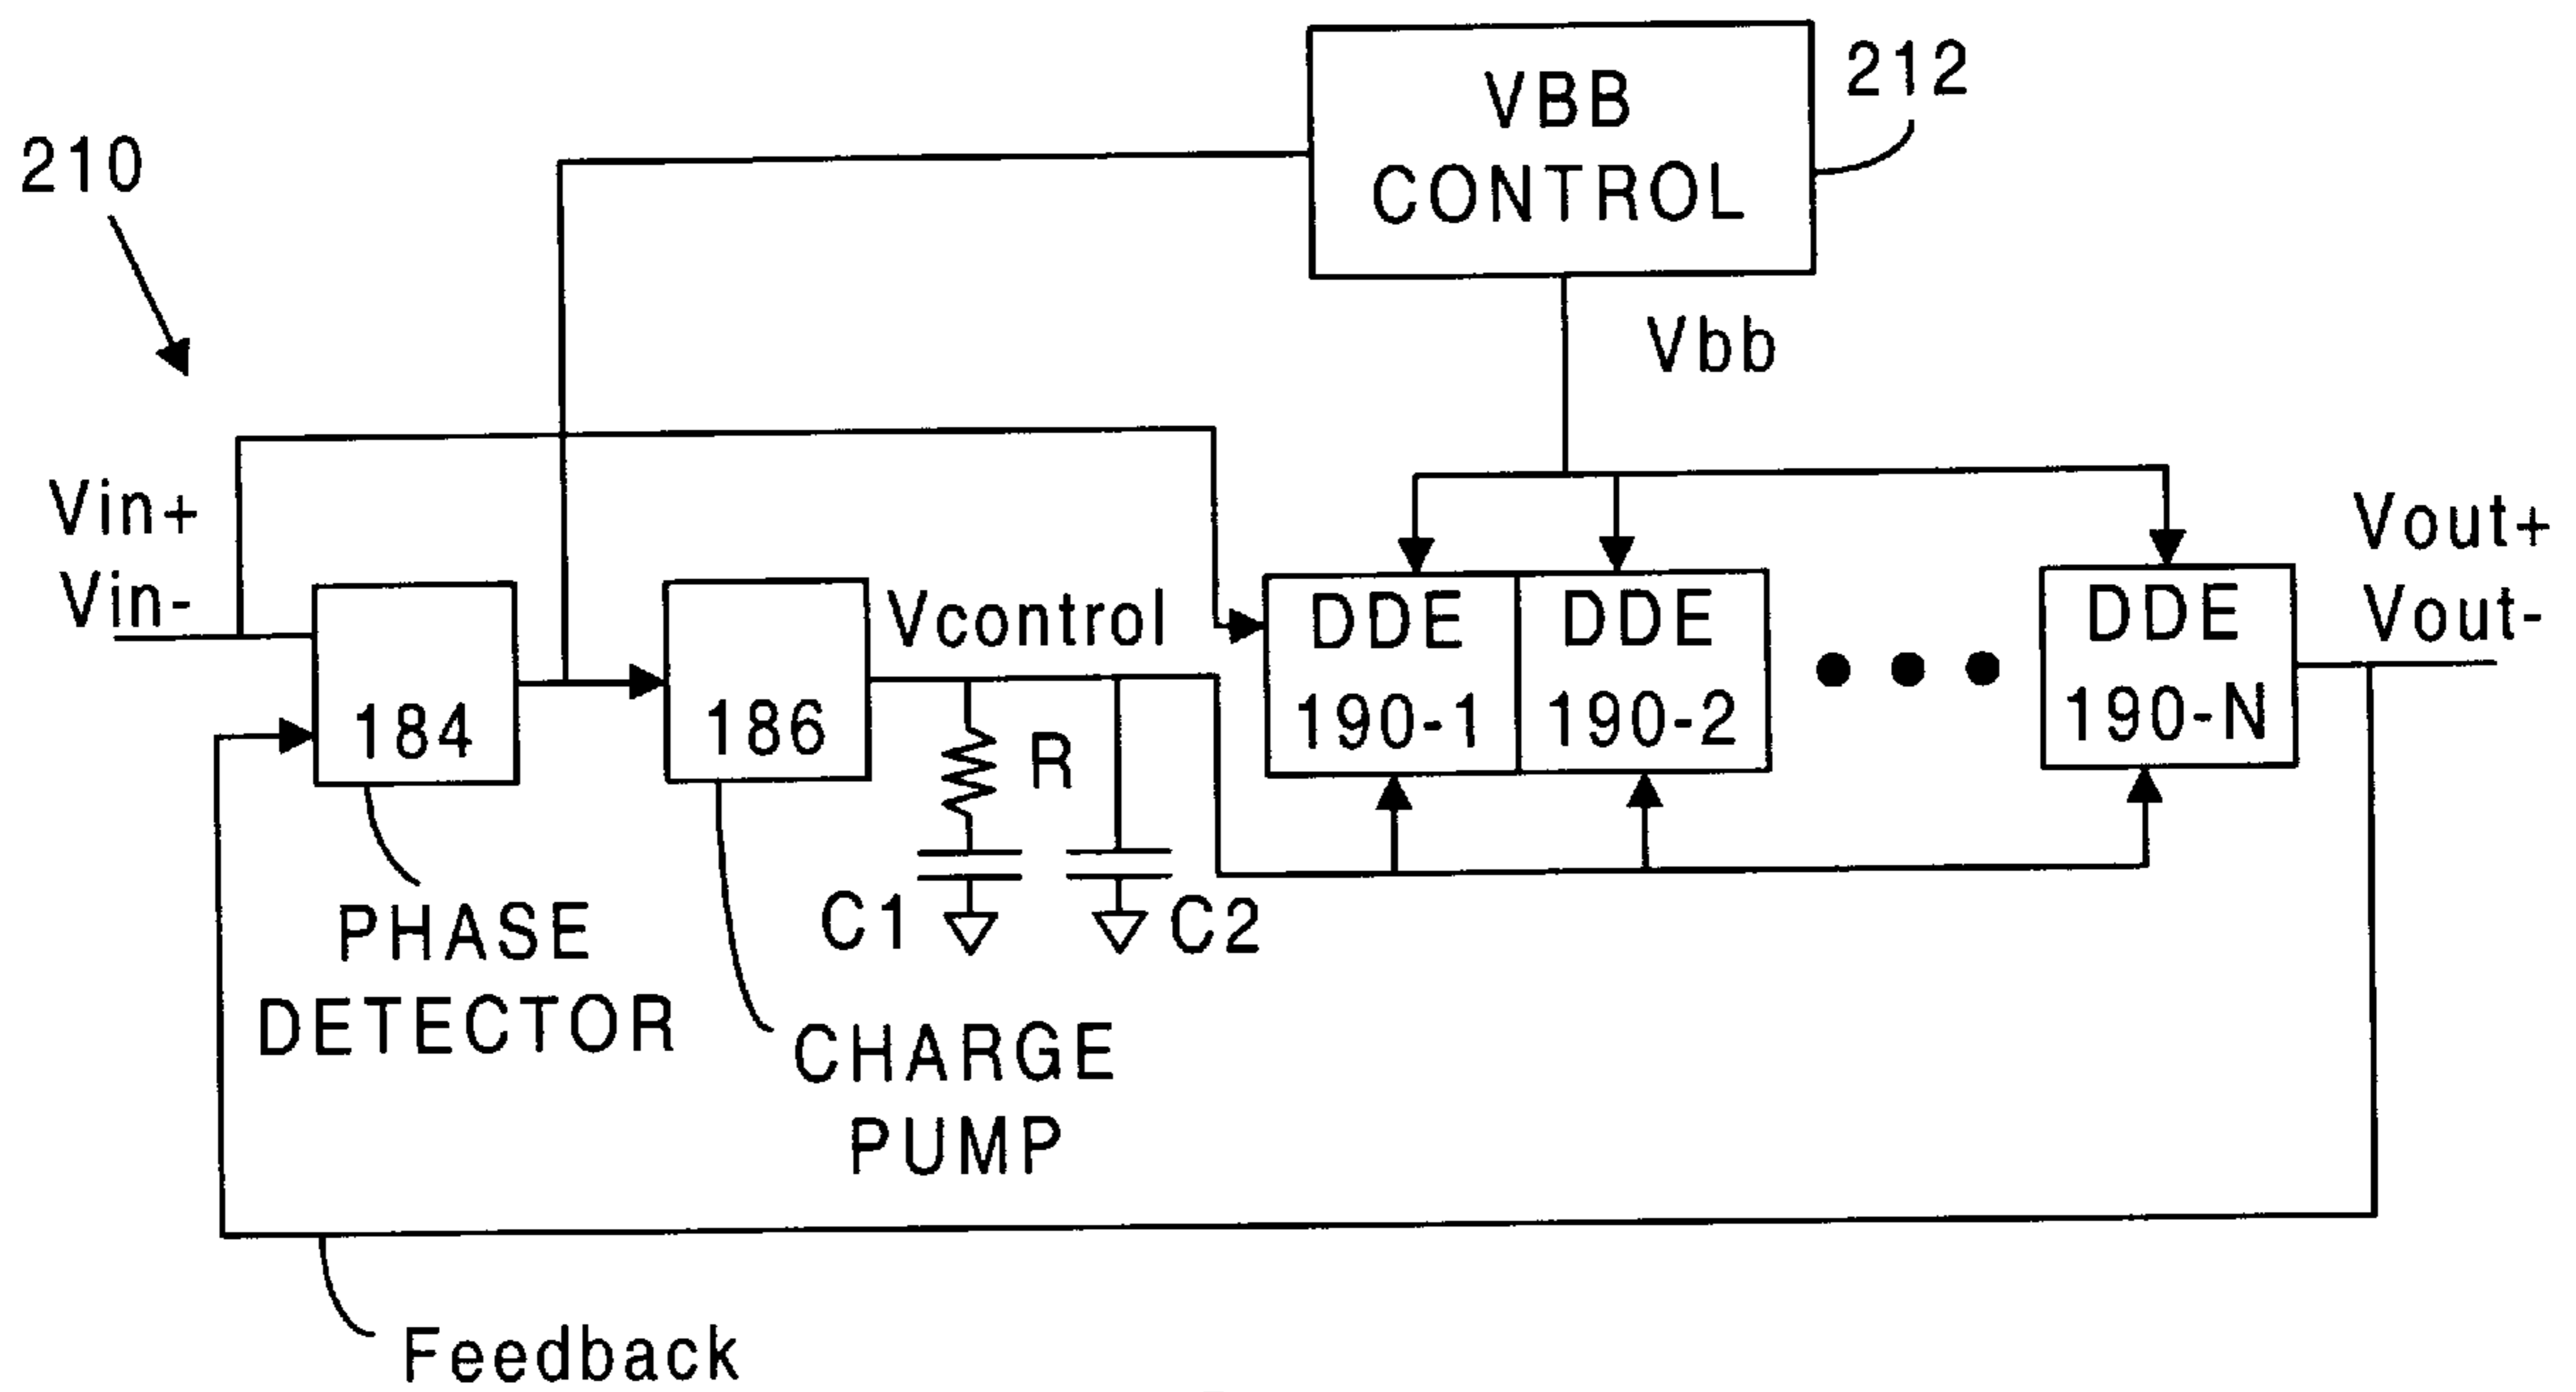 VBB
CONTROL
212
210
Vbb
Vin+
Vin-
Vout+
Vout-
Vcontrol
DDE
190-1
DDE
190-2
DDE
190-N
184
186
R
C1
C2
PHASE
DETECTOR
CHARGE
PUMP
Feedback